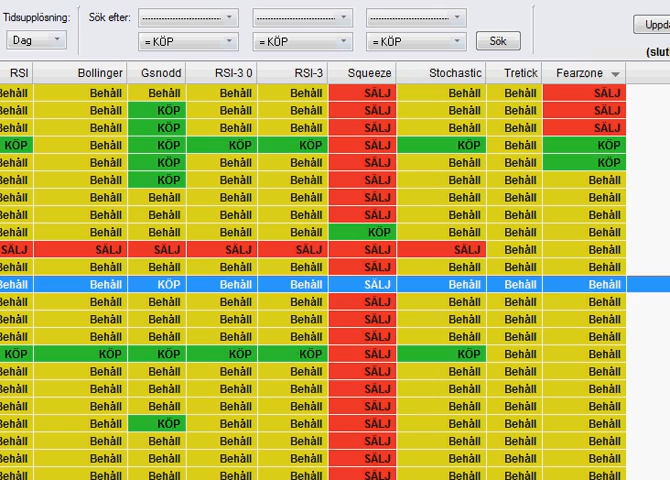 Tidsupplösning: Sök efter: Uppda
Dag = KÖP = KÖP = KÖP Sök
(slut
RSI Bollinger Gsnodd RSI-3 0 RSI-3 Squeeze Stochastic Tretick Fearzone
Behåll Behåll Behåll Behåll Behåll SÄLJ Behåll Behåll SÄLJ
Behåll Behåll KÖP Behåll Behåll SÄLJ Behåll Behåll SÄLJ
Behåll Behåll KÖP Behåll Behåll SÄLJ Behåll Behåll SÄLJ
KÖP Behåll KÖP KÖP KÖP SÄLJ KÖP Behåll KÖP
Behåll Behåll KÖP Behåll Behåll SÄLJ Behåll Behåll KÖP
Behåll Behåll KÖP Behåll Behåll SÄLJ Behåll Behåll Behåll
Behåll Behåll Behåll Behåll Behåll SÄLJ Behåll Behåll Behåll
Behåll Behåll Behåll Behåll Behåll SÄLJ Behåll Behåll Behåll
Behåll Behåll Behåll Behåll Behåll KÖP Behåll Behåll Behåll
SÄLJ SÄLJ SÄLJ SÄLJ SÄLJ SÄLJ SÄLJ Behåll Behåll
Behåll Behåll Behåll Behåll Behåll SÄLJ Behåll Behåll Behåll
Behåll Behåll KÖP Behåll Behåll SÄLJ Behåll Behåll Behåll
Behåll Behåll Behåll Behåll Behåll SÄLJ Behåll Behåll Behåll
Behåll Behåll Behåll Behåll Behåll SÄLJ Behåll Behåll Behåll
Behåll Behåll Behåll Behåll Behåll SÄLJ Behåll Behåll Behåll
KÖP KÖP KÖP KÖP KÖP SÄLJ KÖP Behåll Behåll
Behåll Behåll Behåll Behåll Behåll SÄLJ Behåll Behåll Behåll
Behåll Behåll Behåll Behåll Behåll SÄLJ Behåll Behåll Behåll
Behåll Behåll Behåll Behåll Behåll SÄLJ Behåll Behåll Behåll
Behåll Behåll KÖP Behåll Behåll SÄLJ Behåll Behåll Behåll
Behåll Behåll Behåll Behåll Behåll SÄLJ Behåll Behåll Behåll
Behåll Behåll Behåll Behåll Behåll SÄLJ Behåll Behåll Behåll
Behåll Behåll Behåll Behåll Behåll SÄLJ Behåll Behåll Behåll